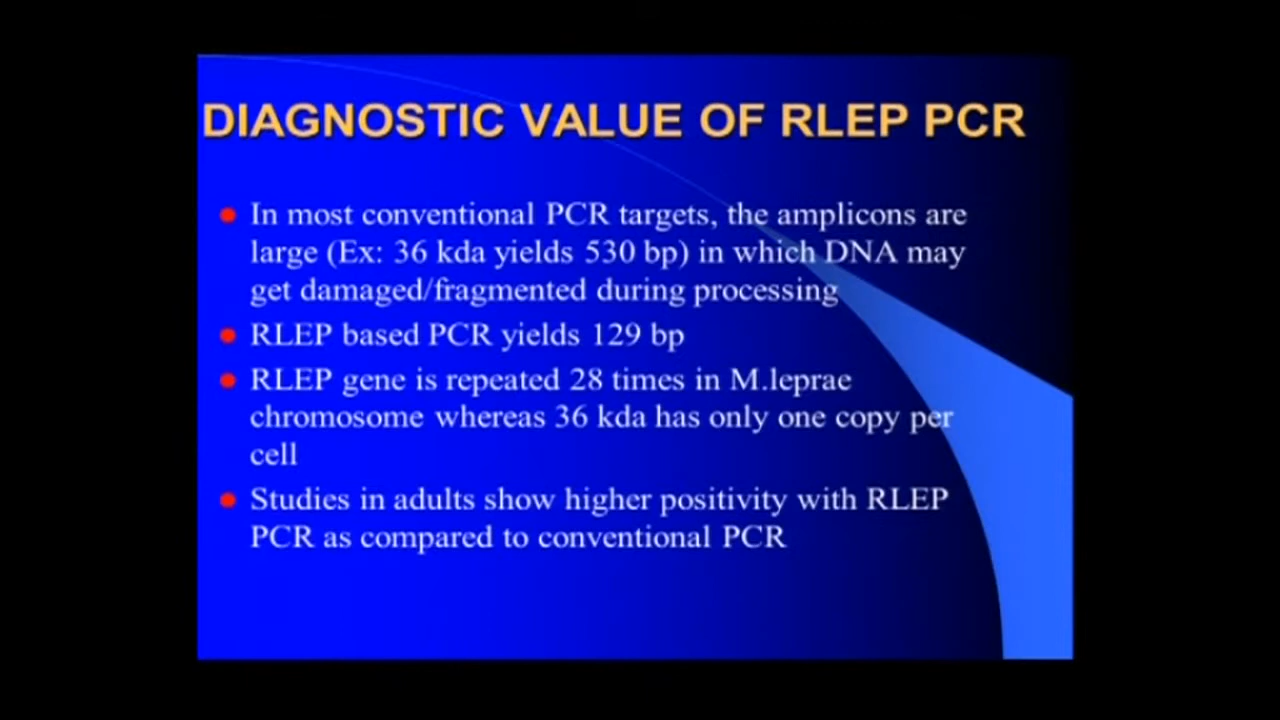 DIAGNOSTIC VALUE OF RLEP PCR
In most conventional PCR targets, the amplicons are
large (Ex: 36 kda yields 530 bp) in which DNA may
get damaged/fragmented during processing
RLEP based PCR yields 129 bp
RLEP gene is repeated 28 times in M.leprae
chromosome whereas 36 kda has only one copy per
cell
Studies in adults show higher positivity with RLEP
PCR as compared to conventional PCR